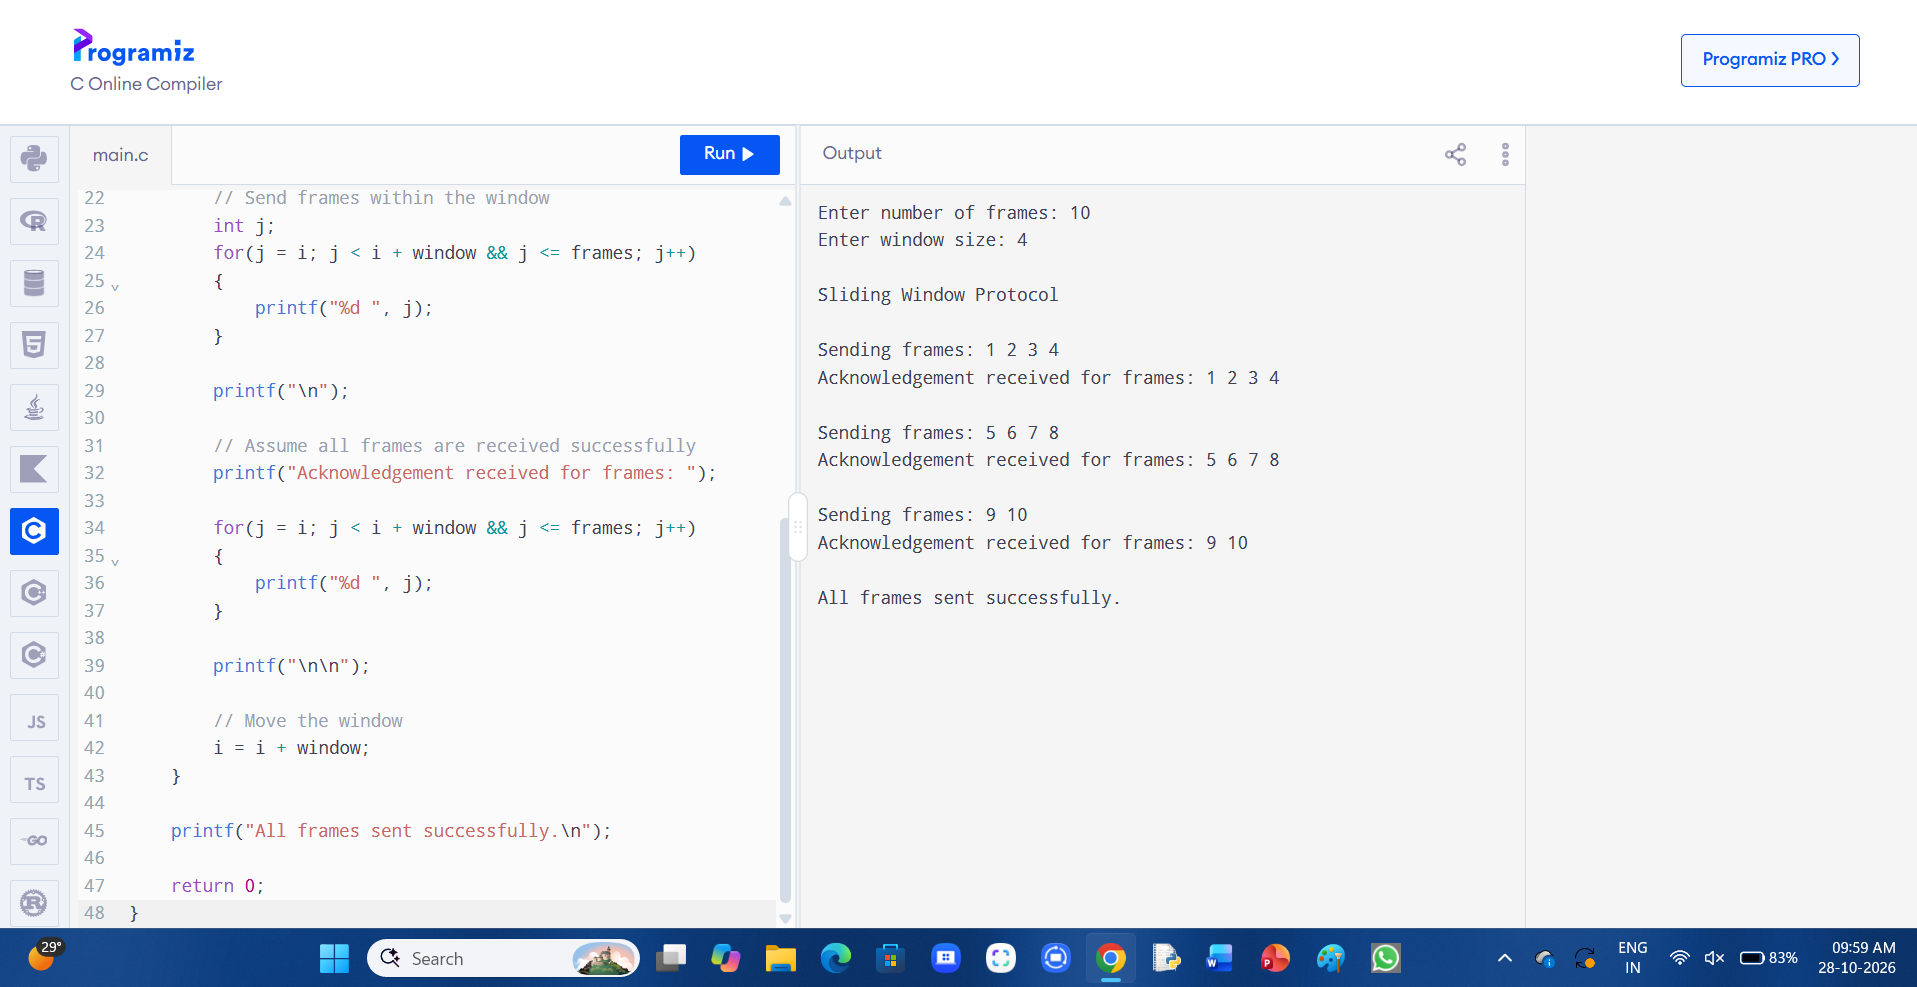 Programiz
C Online Compiler
Programiz PRO
main.c
Run
Output
22 // Send frames within the window
23 int j;
24 for(j = i; j < i + window && j <= frames; j++)
25 {
26 printf("%d ", j);
27 }
28
29 printf("\n");
30
31 // Assume all frames are received successfully
32 printf("Acknowledgement received for frames: ");
33
34 for(j = i; j < i + window && j <= frames; j++)
35 {
36 printf("%d ", j);
37 }
38
39 printf("\n\n");
40
41 // Move the window
42 i = i + window;
43 }
44
45 printf("All frames sent successfully.\n");
46
47 return 0;
48 }
Enter number of frames: 10
Enter window size: 4
Sliding Window Protocol
Sending frames: 1 2 3 4
Acknowledgement received for frames: 1 2 3 4
Sending frames: 5 6 7 8
Acknowledgement received for frames: 5 6 7 8
Sending frames: 9 10
Acknowledgement received for frames: 9 10
All frames sent successfully.
R
5
C
C
C
JS
TS
GO
R
29°
Search
W
P
ENG
IN
83%
09:59 AM
28-10-2026